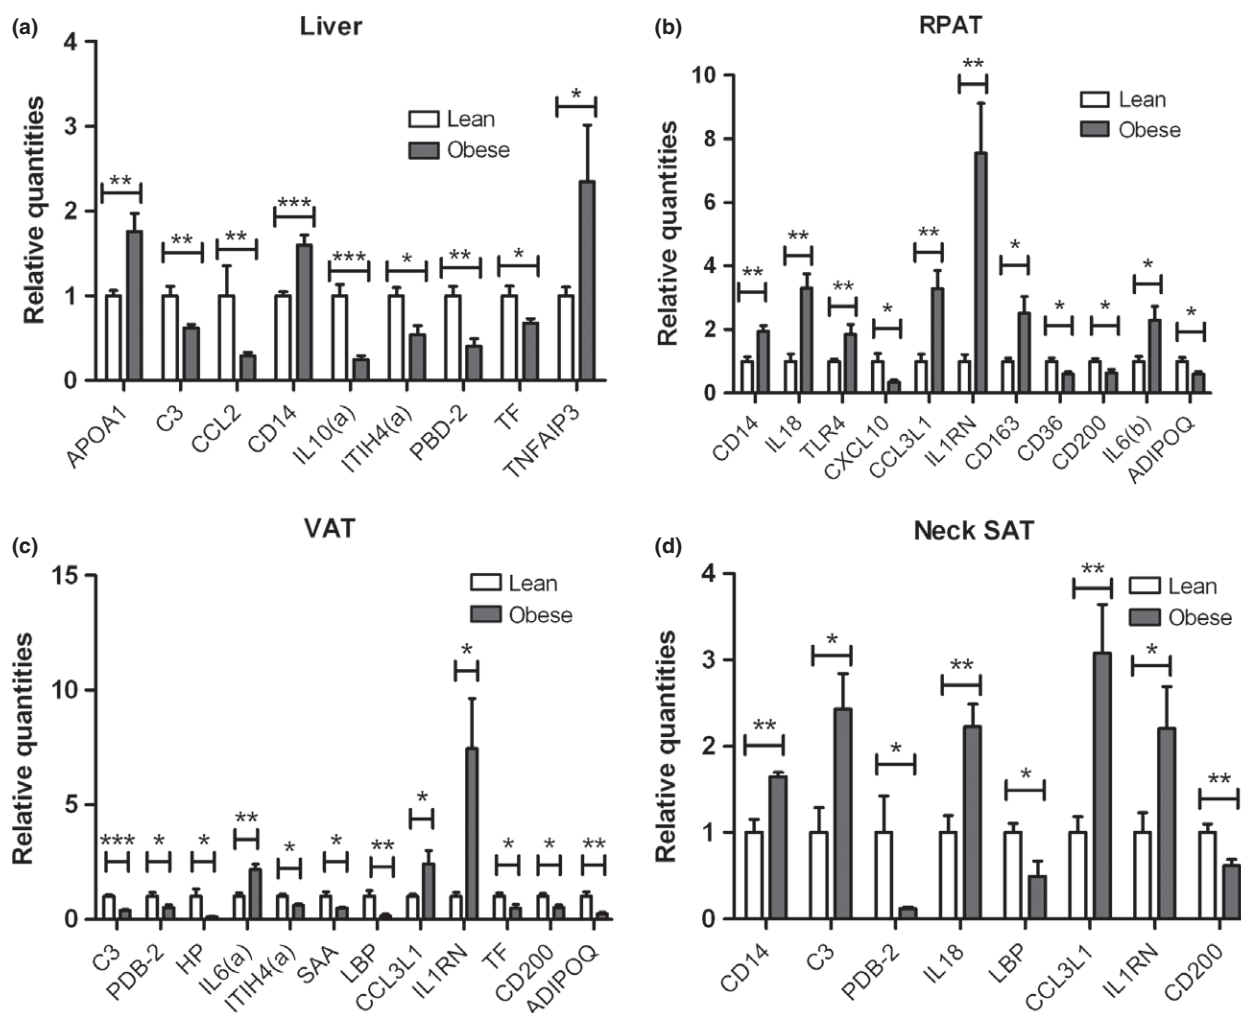 (a)
Liver
Relative quantities
4
3
2
1
0
Lean
Obese
**
**
**
***
***
*
**
*
*
APOA1
C3
CCL2
CD14
IL10(a)
ITIH4(a)
PBD-2
TF
TNFAIP3
(b)
RPAT
Relative quantities
10
8
6
4
2
0
Lean
Obese
**
**
**
*
**
**
*
*
*
*
*
CD14
IL18
TLR4
CXCL10
CCL3L1
IL1RN
CD163
CD36
CD200
IL6(b)
ADIPOQ
(c)
VAT
Relative quantities
15
10
5
0
Lean
Obese
***
*
*
**
*
*
**
*
*
*
*
**
C3
PDB-2
HP
IL6(a)
ITIH4(a)
SAA
LBP
CCL3L1
IL1RN
TF
CD200
ADIPOQ
(d)
Neck SAT
Relative quantities
4
3
2
1
0
Lean
Obese
**
*
*
**
*
**
*
**
CD14
C3
PDB-2
IL18
LBP
CCL3L1
IL1RN
CD200